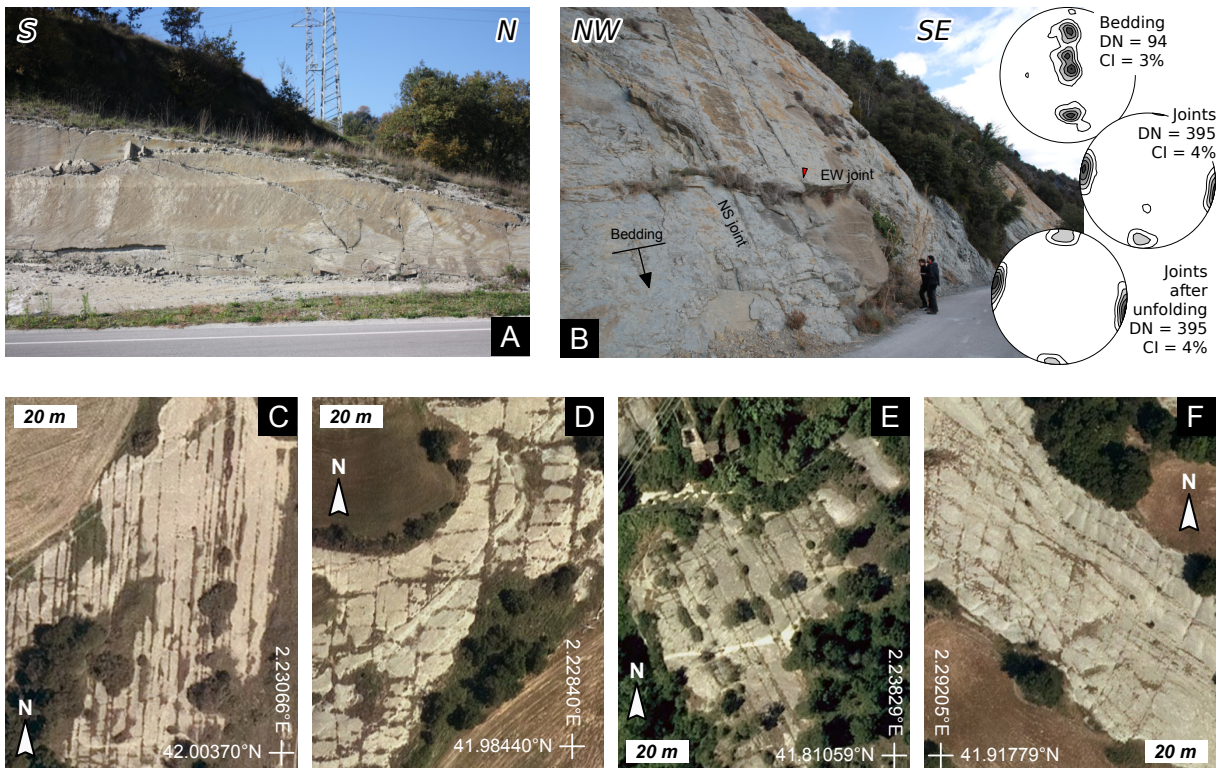 S
N
A
NW
SE
Bedding
NS joint
EW joint
B
Bedding
DN = 94
CI = 3%
Joints
DN = 395
CI = 4%
Joints
after
unfolding
DN = 395
CI = 4%
20 m
C
N
2.23066°E
42.00370°N
20 m
D
N
2.22840°E
41.98440°N
E
N
2.23829°E
20 m
41.81059°N
F
N
2.29205°E
41.91779°N
20 m